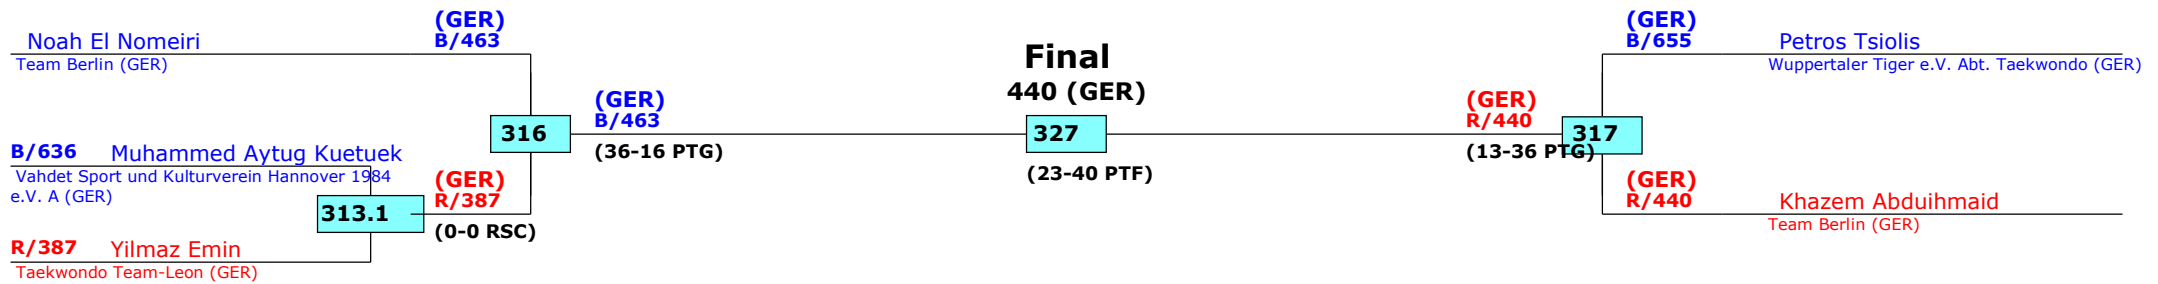 (GER)
B/463
Noah El Nomeiri
Team Berlin (GER)
B/636 Muhammed Aytug Kuetuek
Vahdet Sport und Kulturverein Hannover 1984
e.V. A (GER)
313.1
R/387 Yilmaz Emin
Taekwondo Team-Leon (GER)
(GER)
R/387
(0-0 RSC)
316
(GER)
B/463
(36-16 PTG)
Final
440 (GER)
327
(23-40 PTF)
(GER)
R/440
(13-36 PTG)
317
(GER)
B/655
Petros Tsiolis
Wuppertaler Tiger e.V. Abt. Taekwondo (GER)
(GER)
R/440
Khazem Abduihmaid
Team Berlin (GER)